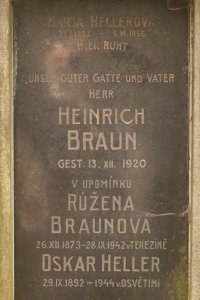 MARTA HELLEROVÁ
HIER RUHT
UNSER GUTER GATTE UND VATER
HERR
HEINRICH
BRAUN
GEST. 13. XII. 1920
V UPOMÍNKU
RŮŽENA
BRAUNOVÁ
26.XII.1873-28.IX.1942 v TEREZÍNĚ
OSKAR HELLER
29.IX.1892 - 1944 v OSVĚTIMI